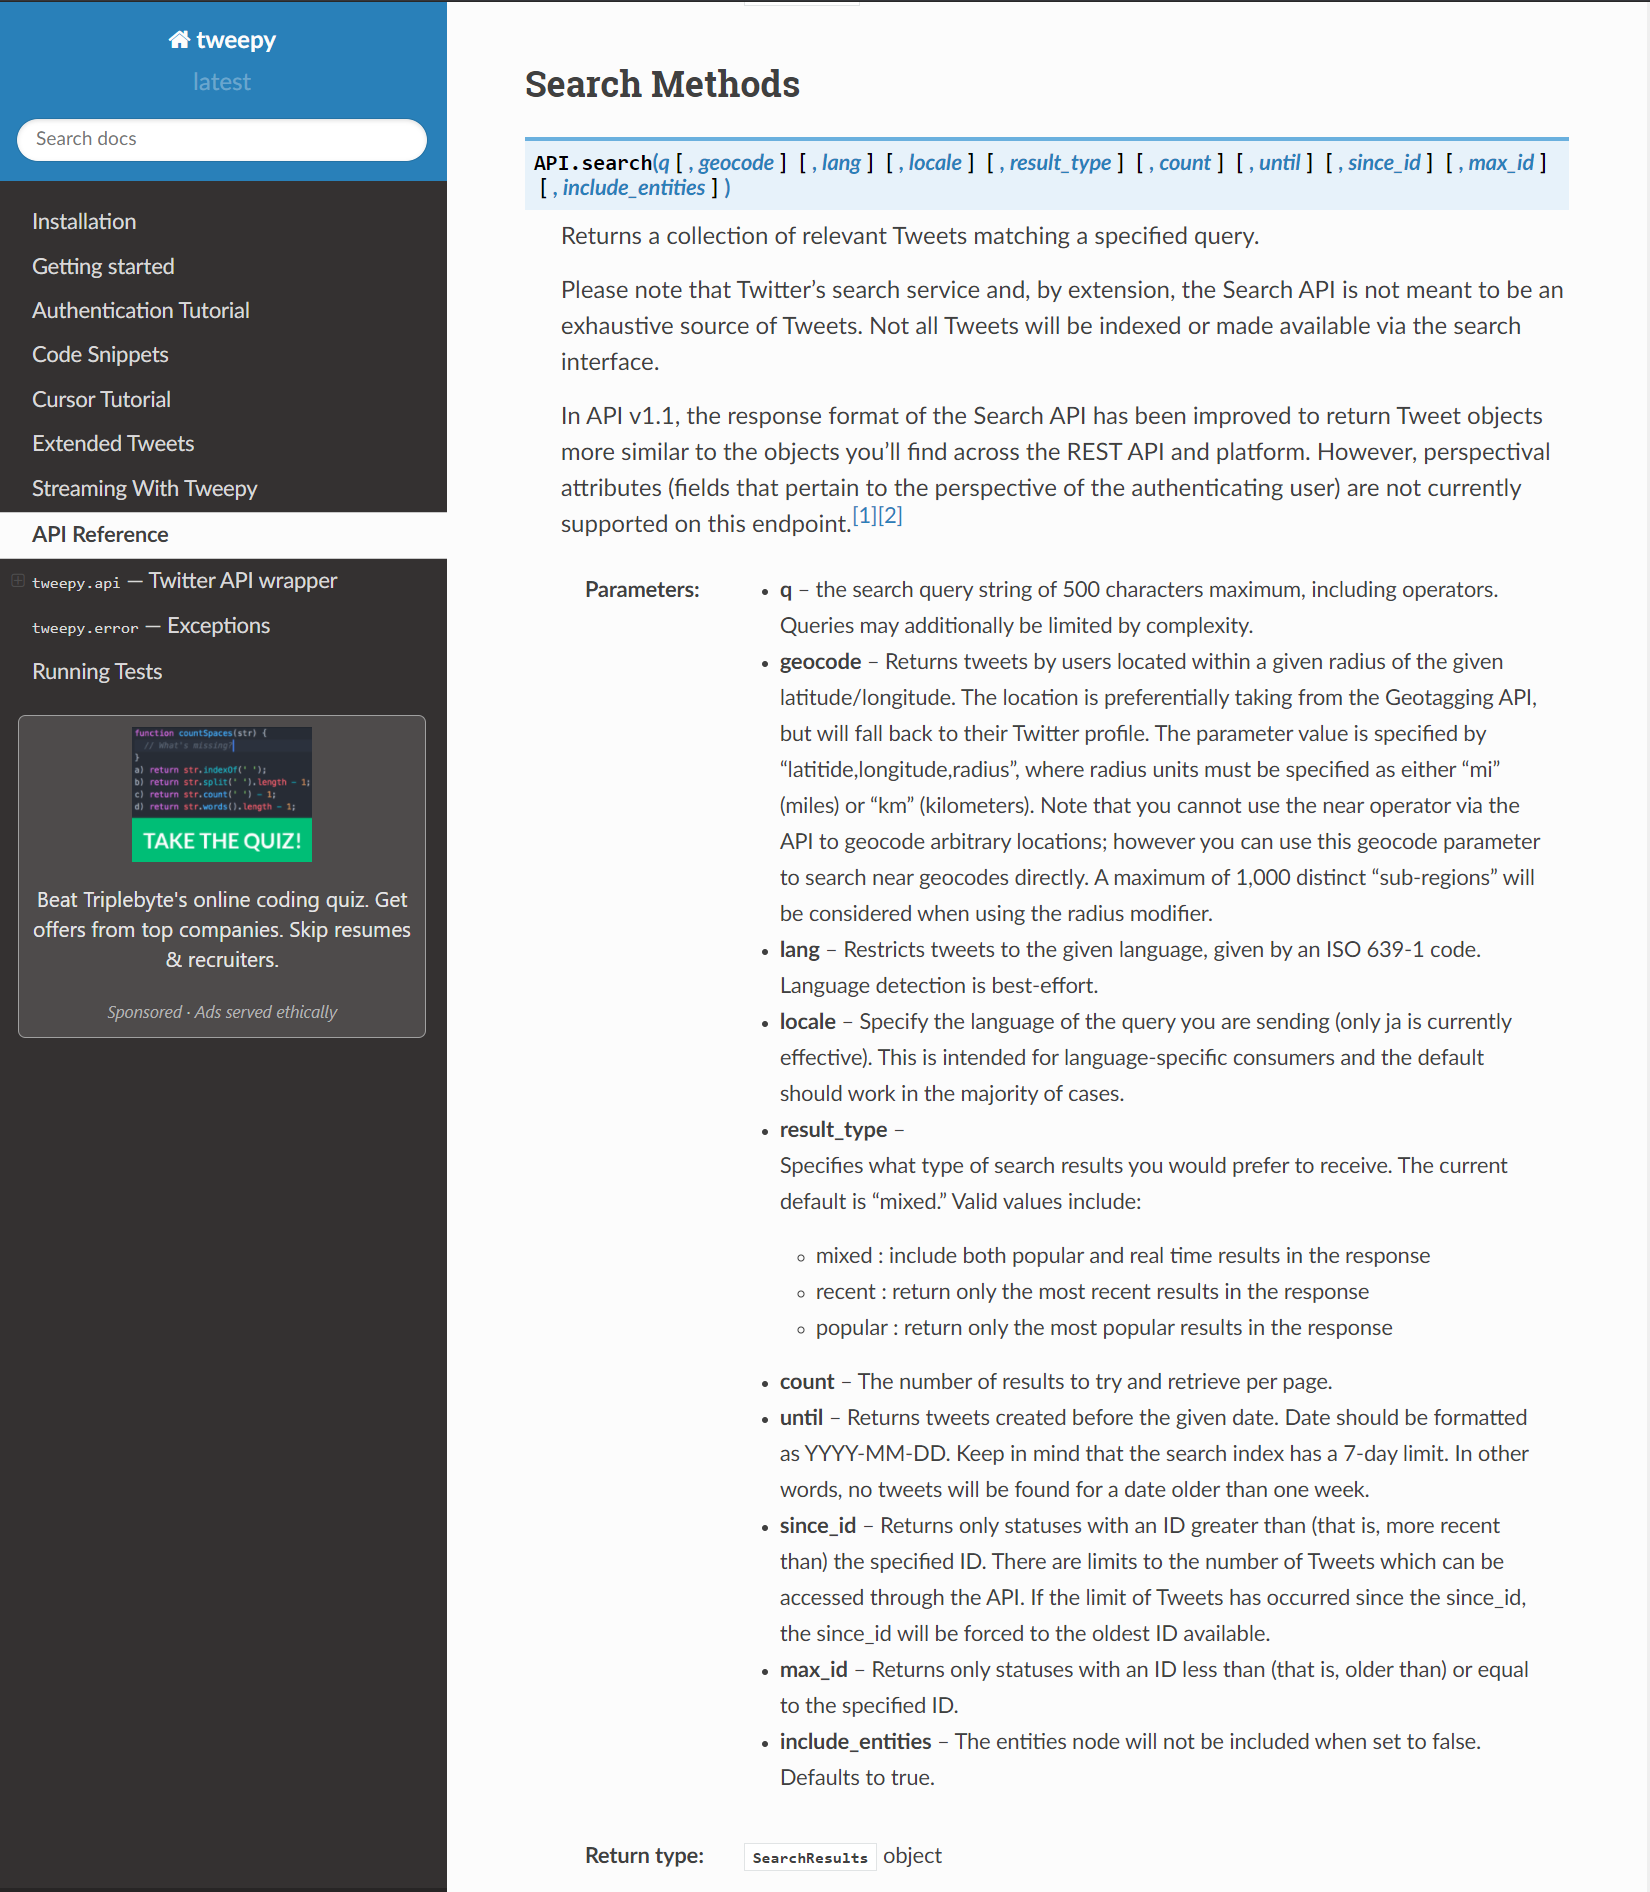 tweepy
latest
Search docs
Installation
Getting started
Authentication Tutorial
Code Snippets
Cursor Tutorial
Extended Tweets
Streaming With Tweepy
API Reference
tweepy.api — Twitter API wrapper
tweepy.error — Exceptions
Running Tests
function countSpaces(str) {
// What's missing?
}
a) return str.indexOf(' ');
b) return str.split(' ').length - 1;
c) return str.count(' ') - 1;
d) return str.words().length - 1;
TAKE THE QUIZ!
Beat Triplebyte's online coding quiz. Get
offers from top companies. Skip resumes
& recruiters.
Sponsored · Ads served ethically
Search Methods
API.search(q [ , geocode ] [ , lang ] [ , locale ] [ , result_type ] [ , count ] [ , until ] [ , since_id ] [ , max_id ]
[ , include_entities ] )
Returns a collection of relevant Tweets matching a specified query.
Please note that Twitter’s search service and, by extension, the Search API is not meant to be an
exhaustive source of Tweets. Not all Tweets will be indexed or made available via the search
interface.
In API v1.1, the response format of the Search API has been improved to return Tweet objects
more similar to the objects you’ll find across the REST API and platform. However, perspectival
attributes (fields that pertain to the perspective of the authenticating user) are not currently
supported on this endpoint.[1][2]
Parameters:
• q – the search query string of 500 characters maximum, including operators.
Queries may additionally be limited by complexity.
• geocode – Returns tweets by users located within a given radius of the given
latitude/longitude. The location is preferentially taking from the Geotagging API,
but will fall back to their Twitter profile. The parameter value is specified by
“latitide,longitude,radius”, where radius units must be specified as either “mi”
(miles) or “km” (kilometers). Note that you cannot use the near operator via the
API to geocode arbitrary locations; however you can use this geocode parameter
to search near geocodes directly. A maximum of 1,000 distinct “sub-regions” will
be considered when using the radius modifier.
• lang – Restricts tweets to the given language, given by an ISO 639-1 code.
Language detection is best-effort.
• locale – Specify the language of the query you are sending (only ja is currently
effective). This is intended for language-specific consumers and the default
should work in the majority of cases.
• result_type –
Specifies what type of search results you would prefer to receive. The current
default is “mixed.” Valid values include:
◦ mixed : include both popular and real time results in the response
◦ recent : return only the most recent results in the response
◦ popular : return only the most popular results in the response
• count – The number of results to try and retrieve per page.
• until – Returns tweets created before the given date. Date should be formatted
as YYYY-MM-DD. Keep in mind that the search index has a 7-day limit. In other
words, no tweets will be found for a date older than one week.
• since_id – Returns only statuses with an ID greater than (that is, more recent
than) the specified ID. There are limits to the number of Tweets which can be
accessed through the API. If the limit of Tweets has occurred since the since_id,
the since_id will be forced to the oldest ID available.
• max_id – Returns only statuses with an ID less than (that is, older than) or equal
to the specified ID.
• include_entities – The entities node will not be included when set to false.
Defaults to true.
Return type: SearchResults object